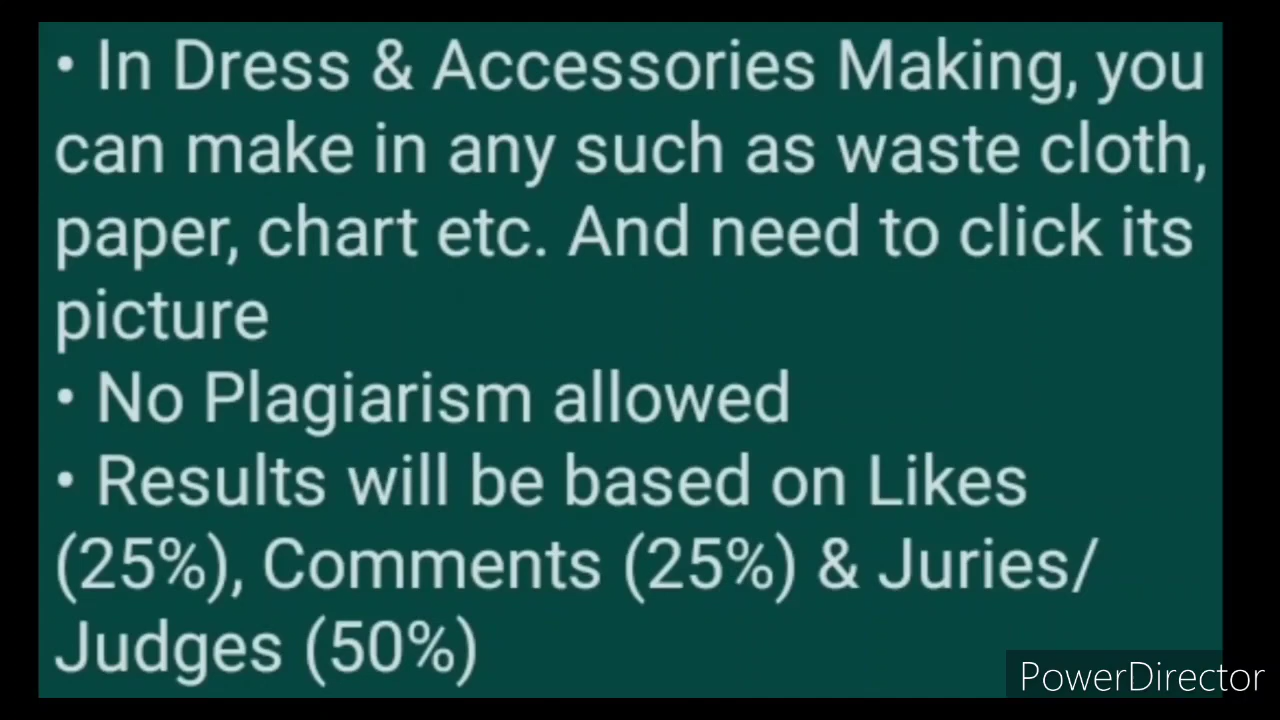 • In Dress & Accessories Making, you
can make in any such as waste cloth,
paper, chart etc. And need to click its
picture
• No Plagiarism allowed
• Results will be based on Likes
(25%), Comments (25%) & Juries/
Judges (50%)
PowerDirector